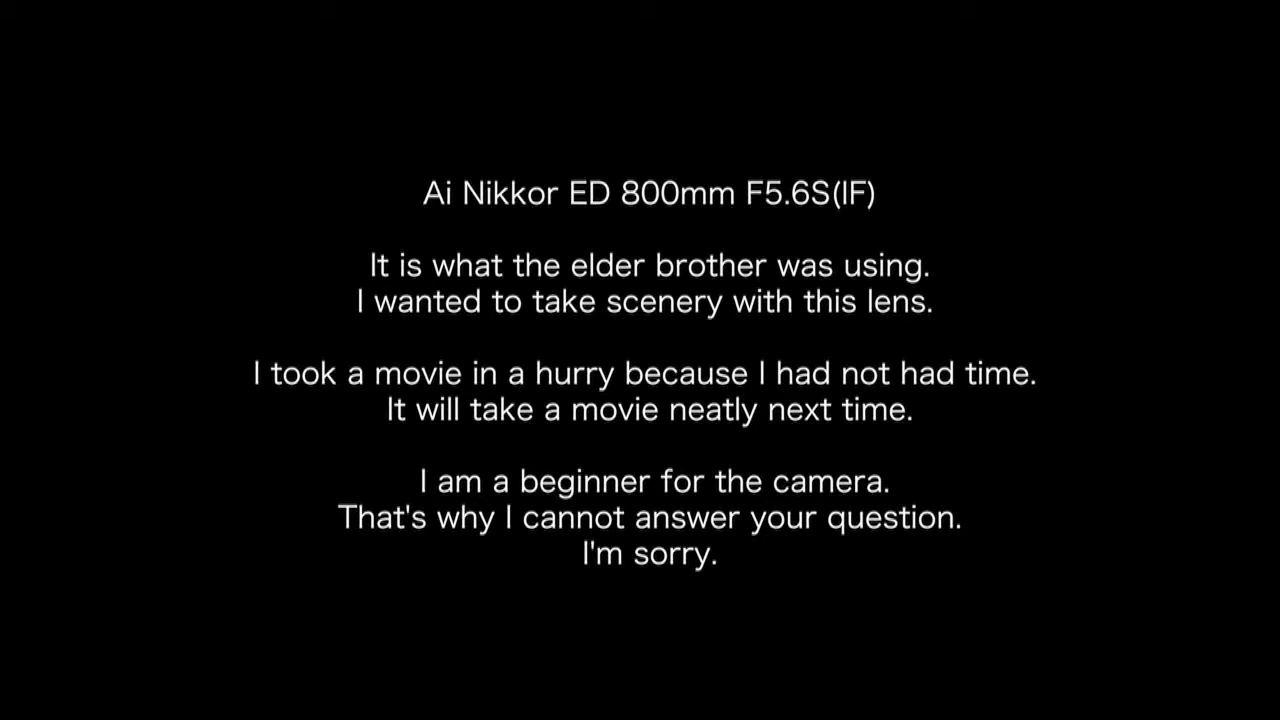 Ai Nikkor ED 800mm F5.6S(IF)
It is what the elder brother was using.
I wanted to take scenery with this lens.
I took a movie in a hurry because I had not had time.
It will take a movie neatly next time.
I am a beginner for the camera.
That's why I cannot answer your question.
I'm sorry.